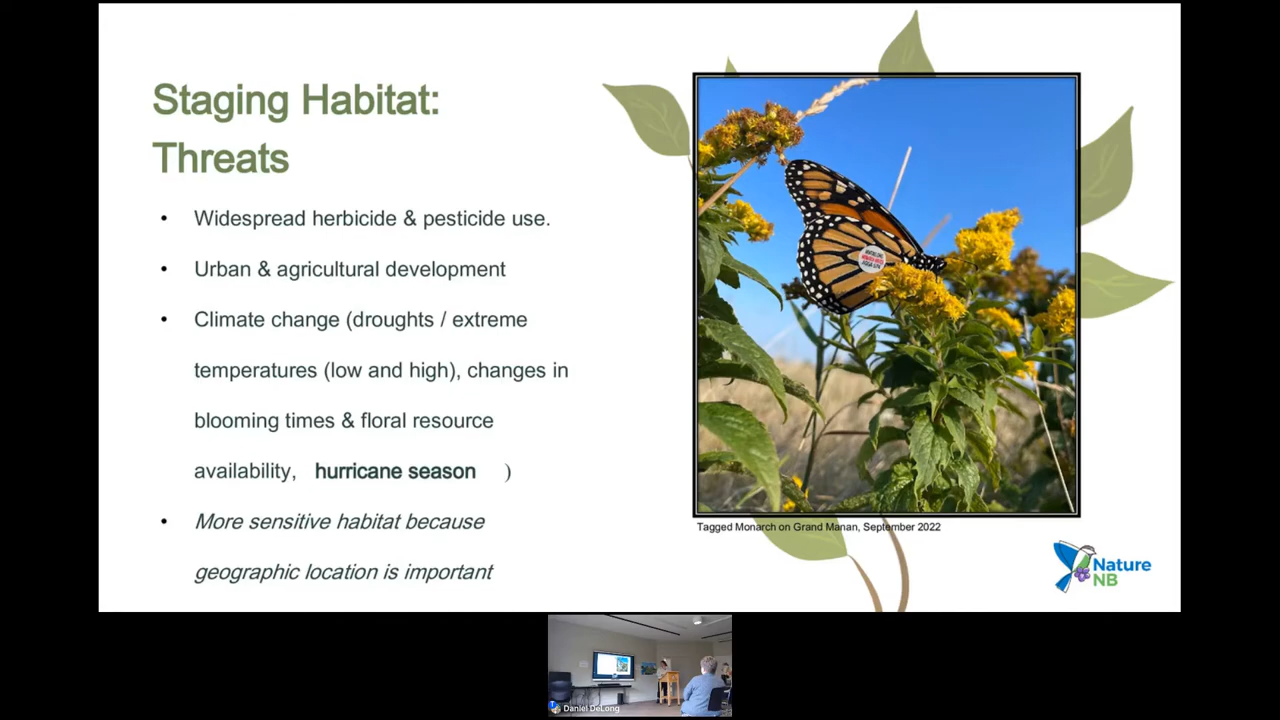 Staging Habitat:
Threats
• Widespread herbicide & pesticide use.
• Urban & agricultural development
• Climate change (droughts / extreme
temperatures (low and high), changes in
blooming times & floral resource
availability, hurricane season )
• More sensitive habitat because
geographic location is important
Tagged Monarch on Grand Manan, September 2022
Nature
NB
Daniel DeLong